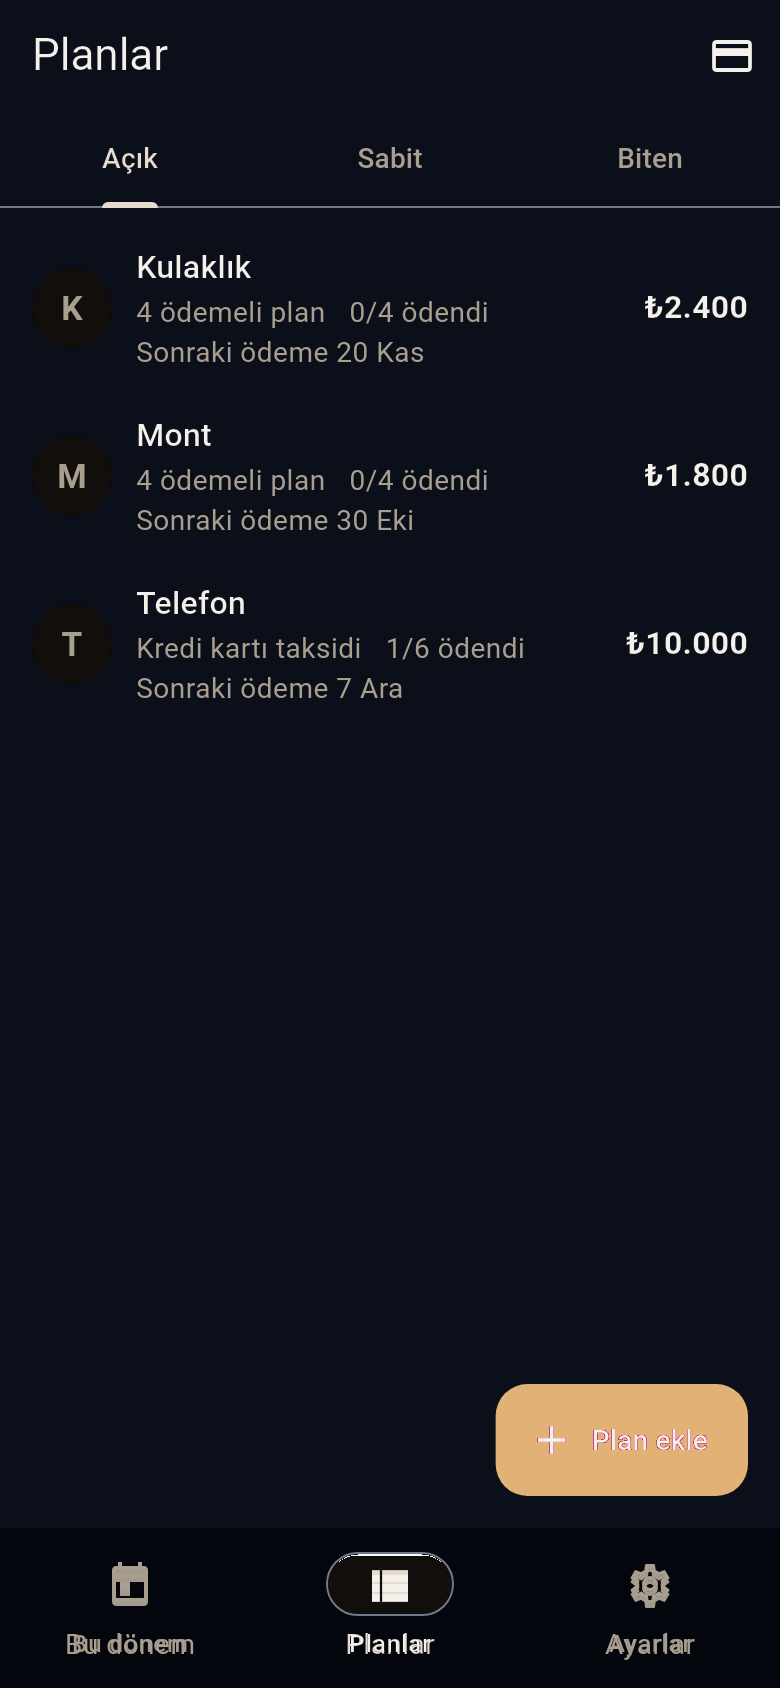 Planlar
Açık
Sabit
Biten
K
Kulaklık
4 ödemeli plan 0/4 ödendi
Sonraki ödeme 20 Kas
₺2.400
M
Mont
4 ödemeli plan 0/4 ödendi
Sonraki ödeme 30 Eki
₺1.800
T
Telefon
Kredi kartı taksidi 1/6 ödendi
Sonraki ödeme 7 Ara
₺10.000
Plan ekle
Bu dönem
Planlar
Ayarlar